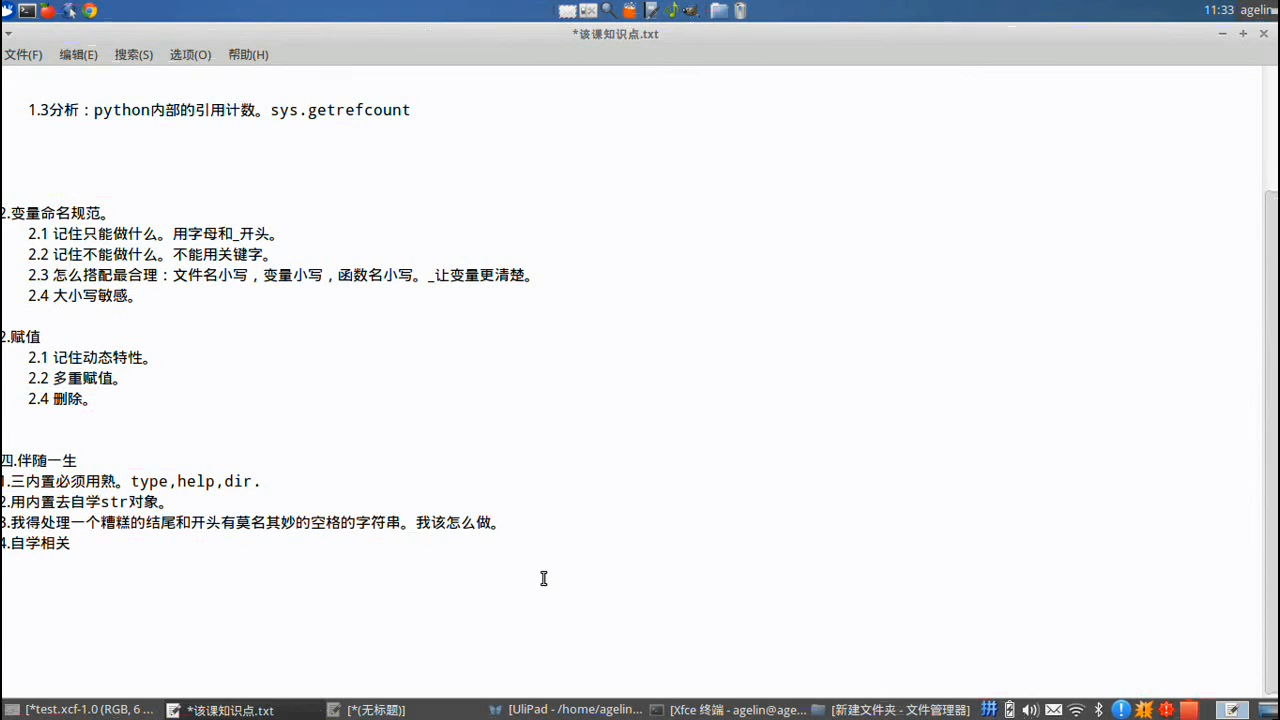 11:33 agelin
*该课知识点.txt
文件(F) 编辑(E) 搜索(S) 选项(O) 帮助(H)
1.3分析：python内部的引用计数。sys.getrefcount
2.变量命名规范。
2.1 记住只能做什么。用字母和_开头。
2.2 记住不能做什么。不能用关键字。
2.3 怎么搭配最合理：文件名小写，变量小写，函数名小写。_让变量更清楚。
2.4 大小写敏感。
2.赋值
2.1 记住动态特性。
2.2 多重赋值。
2.4 删除。
四.伴随一生
1.三内置必须用熟。type,help,dir.
2.用内置去自学str对象。
3.我得处理一个糟糕的结尾和开头有莫名其妙的空格的字符串。我该怎么做。
4.自学相关
[*test.xcf-1.0 (RGB, 6 ... *该课知识点.txt [*(无标题)] [UliPad - /home/agelin... [Xfce 终端 - agelin@age... [新建文件夹 - 文件管理器] 拼